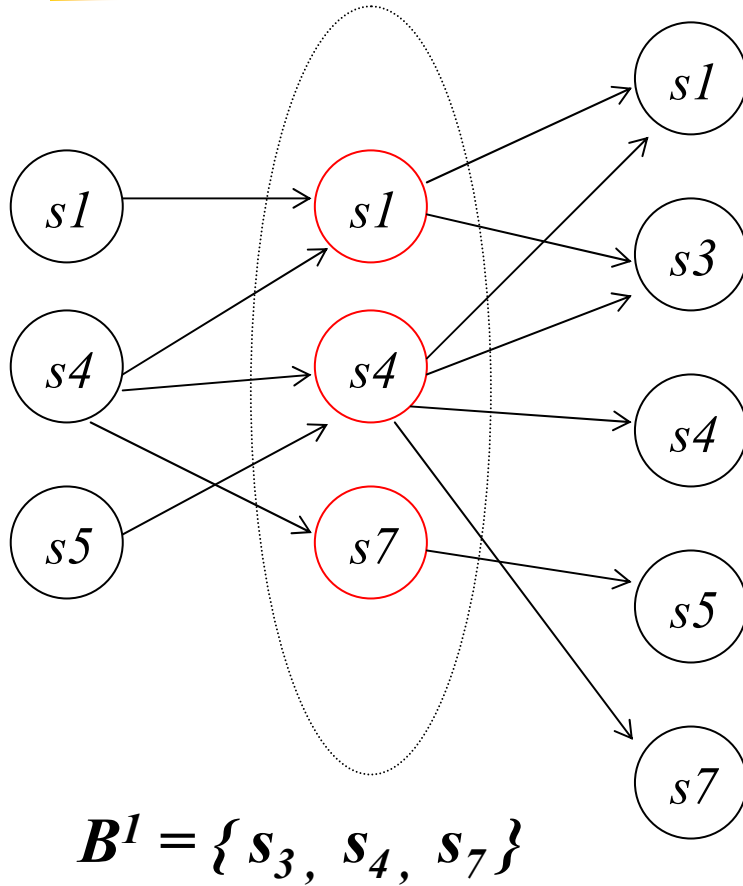 s1
s1
s1
s3
s4
s4
s4
s5
s7
s5
s7
B¹ = { s₃ , s₄ , s₇ }